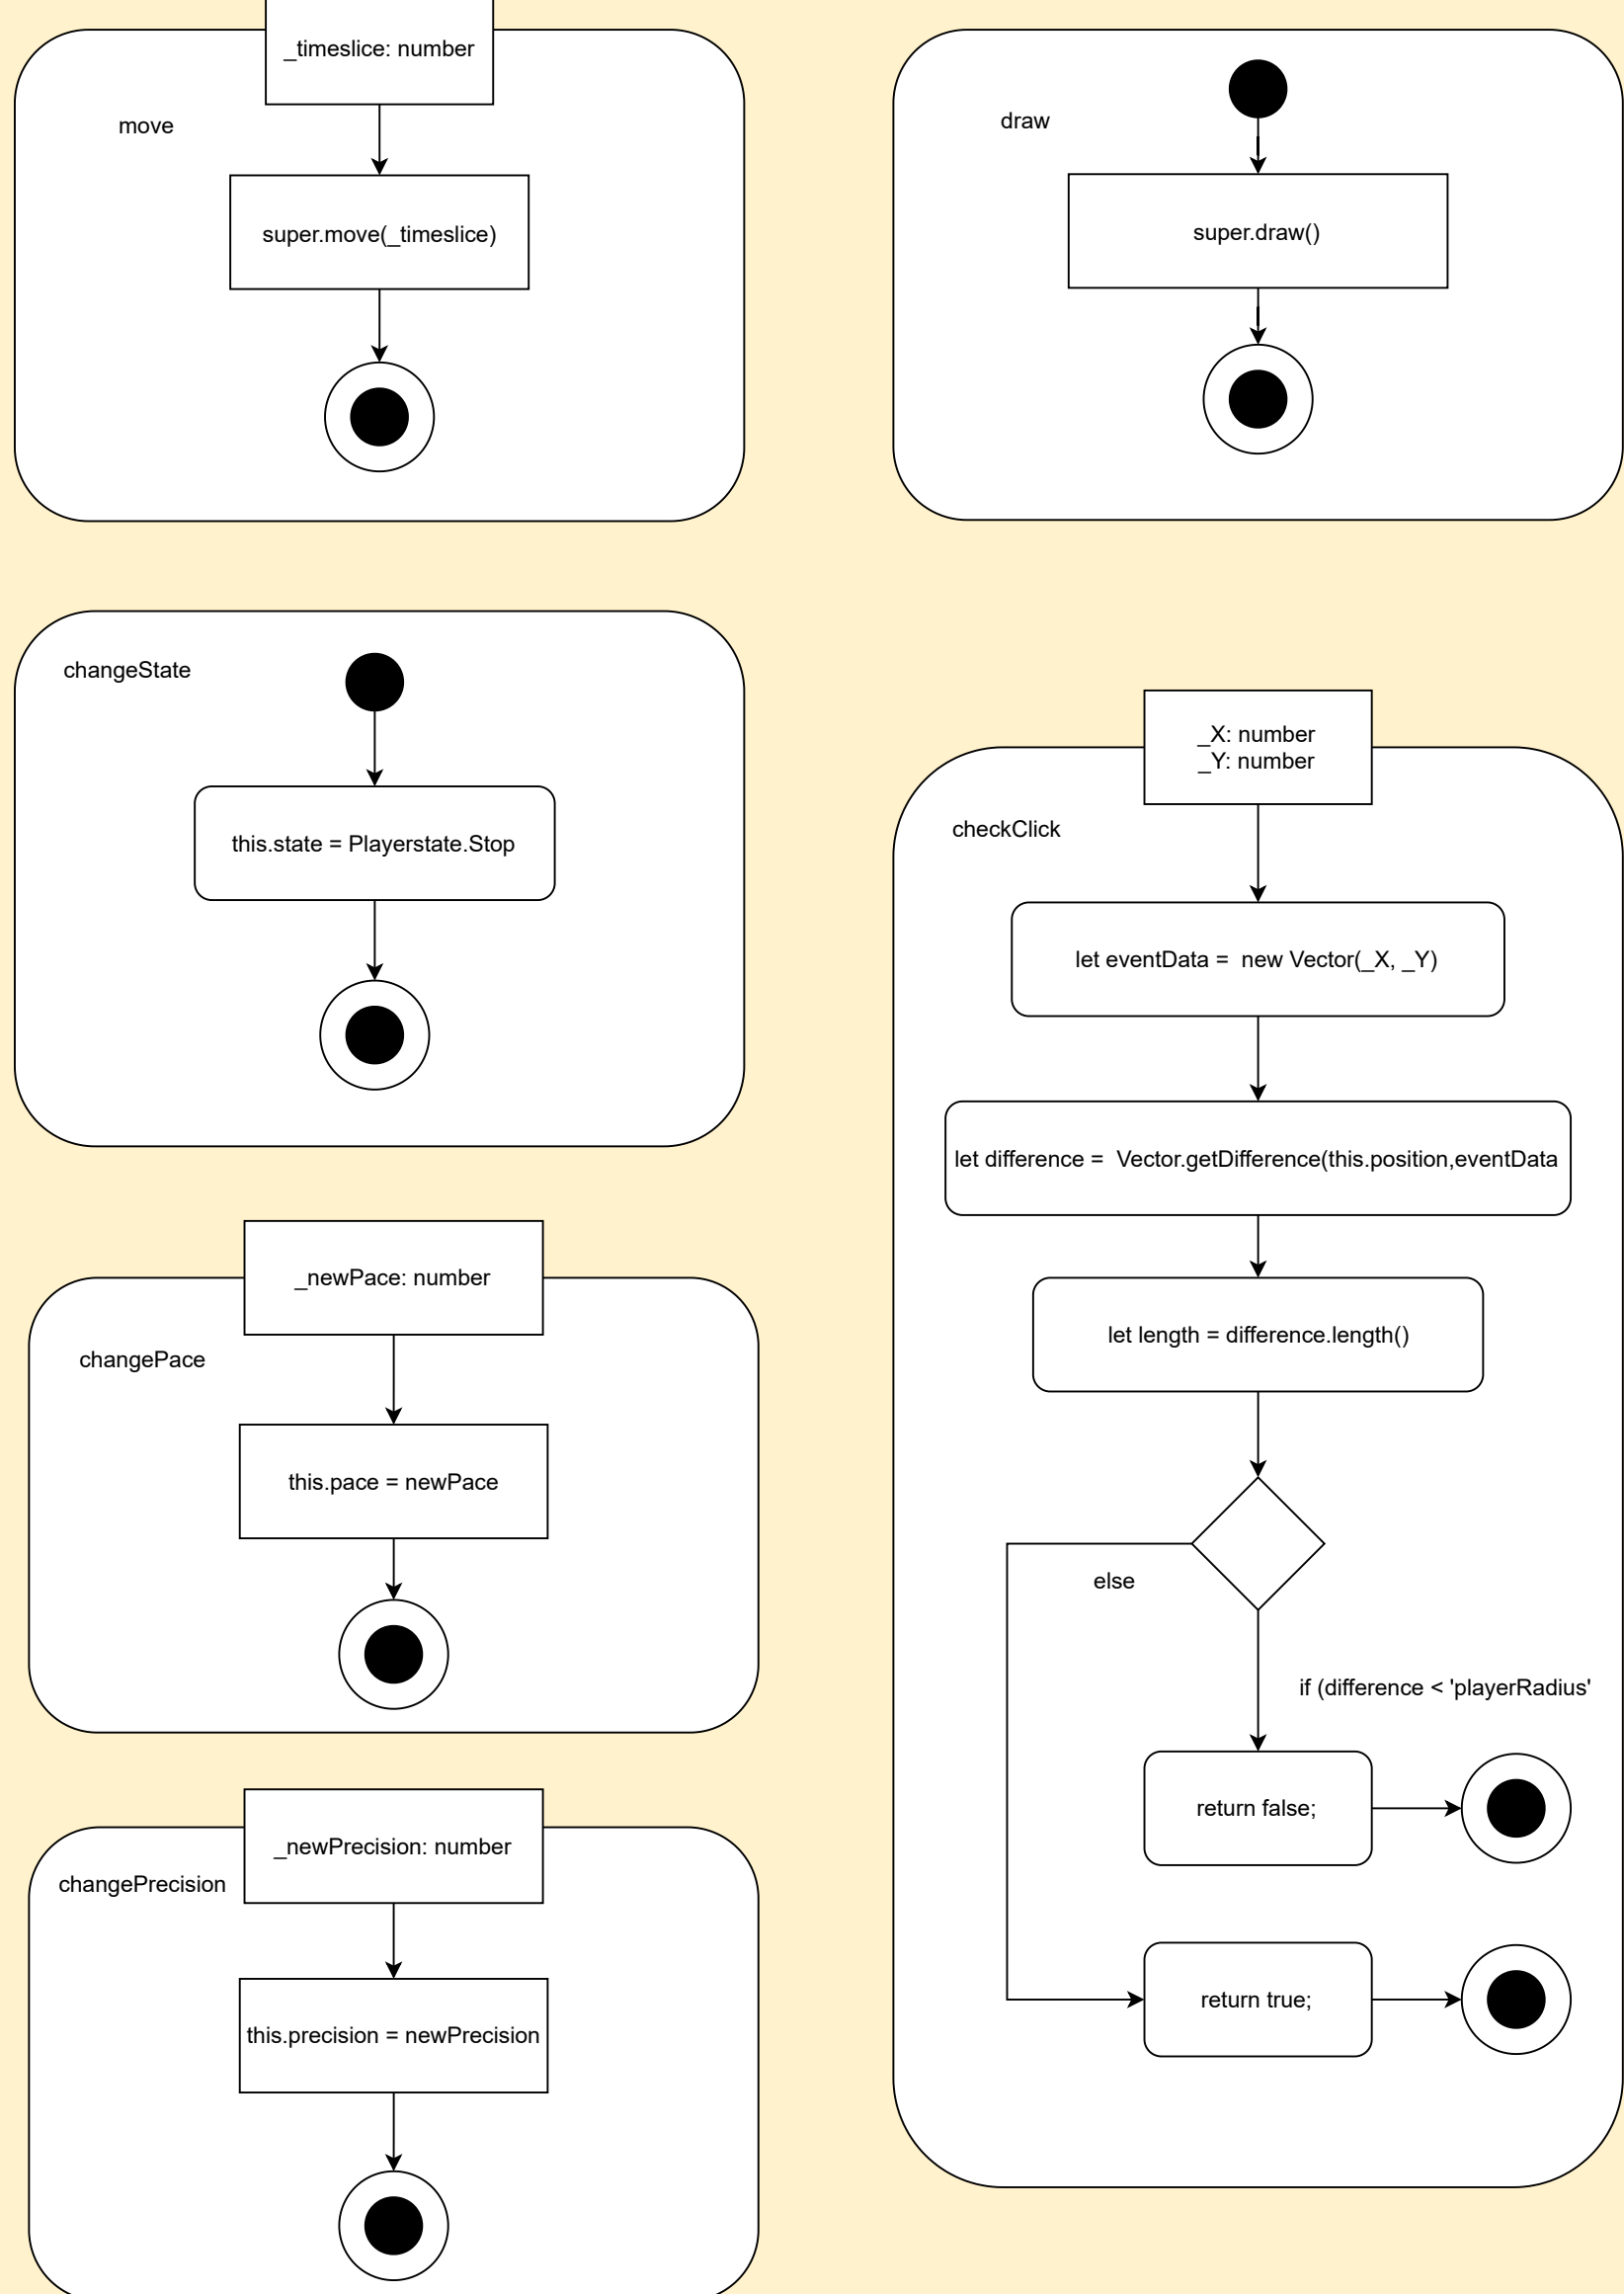 _timeslice: number
move
super.move(_timeslice)
draw
super.draw()
changeState
this.state = Playerstate.Stop
_newPace: number
changePace
this.pace = newPace
_newPrecision: number
changePrecision
this.precision = newPrecision
_X: number
_Y: number
checkClick
let eventData =  new Vector(_X, _Y)
let difference =  Vector.getDifference(this.position,eventData
let length = difference.length()
else
if (difference < 'playerRadius'
return false;
return true;